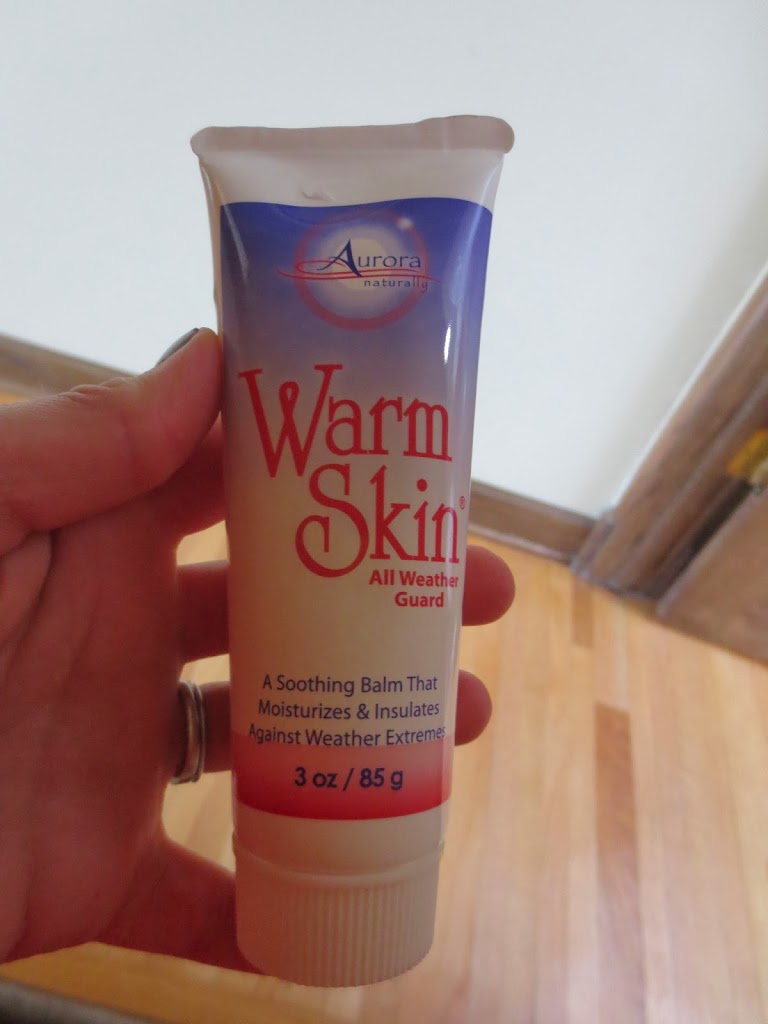 Aurora
naturally
Warm
Skin®
All Weather
Guard
A Soothing Balm That
Moisturizes & Insulates
Against Weather Extremes
3 oz / 85 g